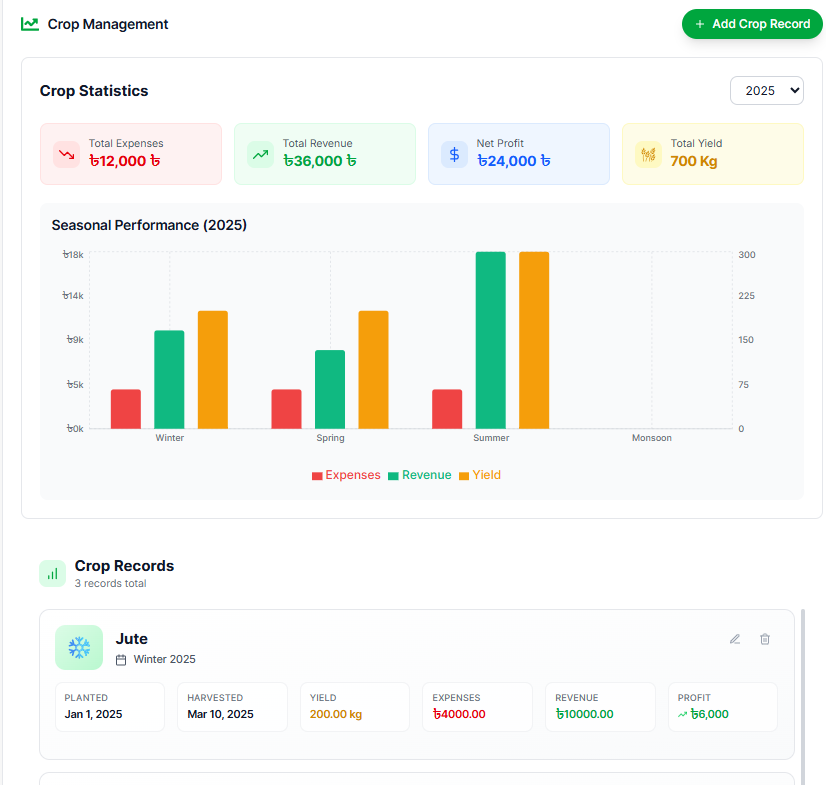 Crop Management
+ Add Crop Record
Crop Statistics
2025
Total Expenses
৳12,000 ৳
Total Revenue
৳36,000 ৳
Net Profit
৳24,000 ৳
Total Yield
700 Kg
Seasonal Performance (2025)
৳18k
৳14k
৳9k
৳5k
৳0k
300
225
150
75
0
Winter Spring Summer Monsoon
Expenses Revenue Yield
Crop Records
3 records total
Jute
Winter 2025
PLANTED
Jan 1, 2025
HARVESTED
Mar 10, 2025
YIELD
200.00 kg
EXPENSES
৳4000.00
REVENUE
৳10000.00
PROFIT
৳6,000